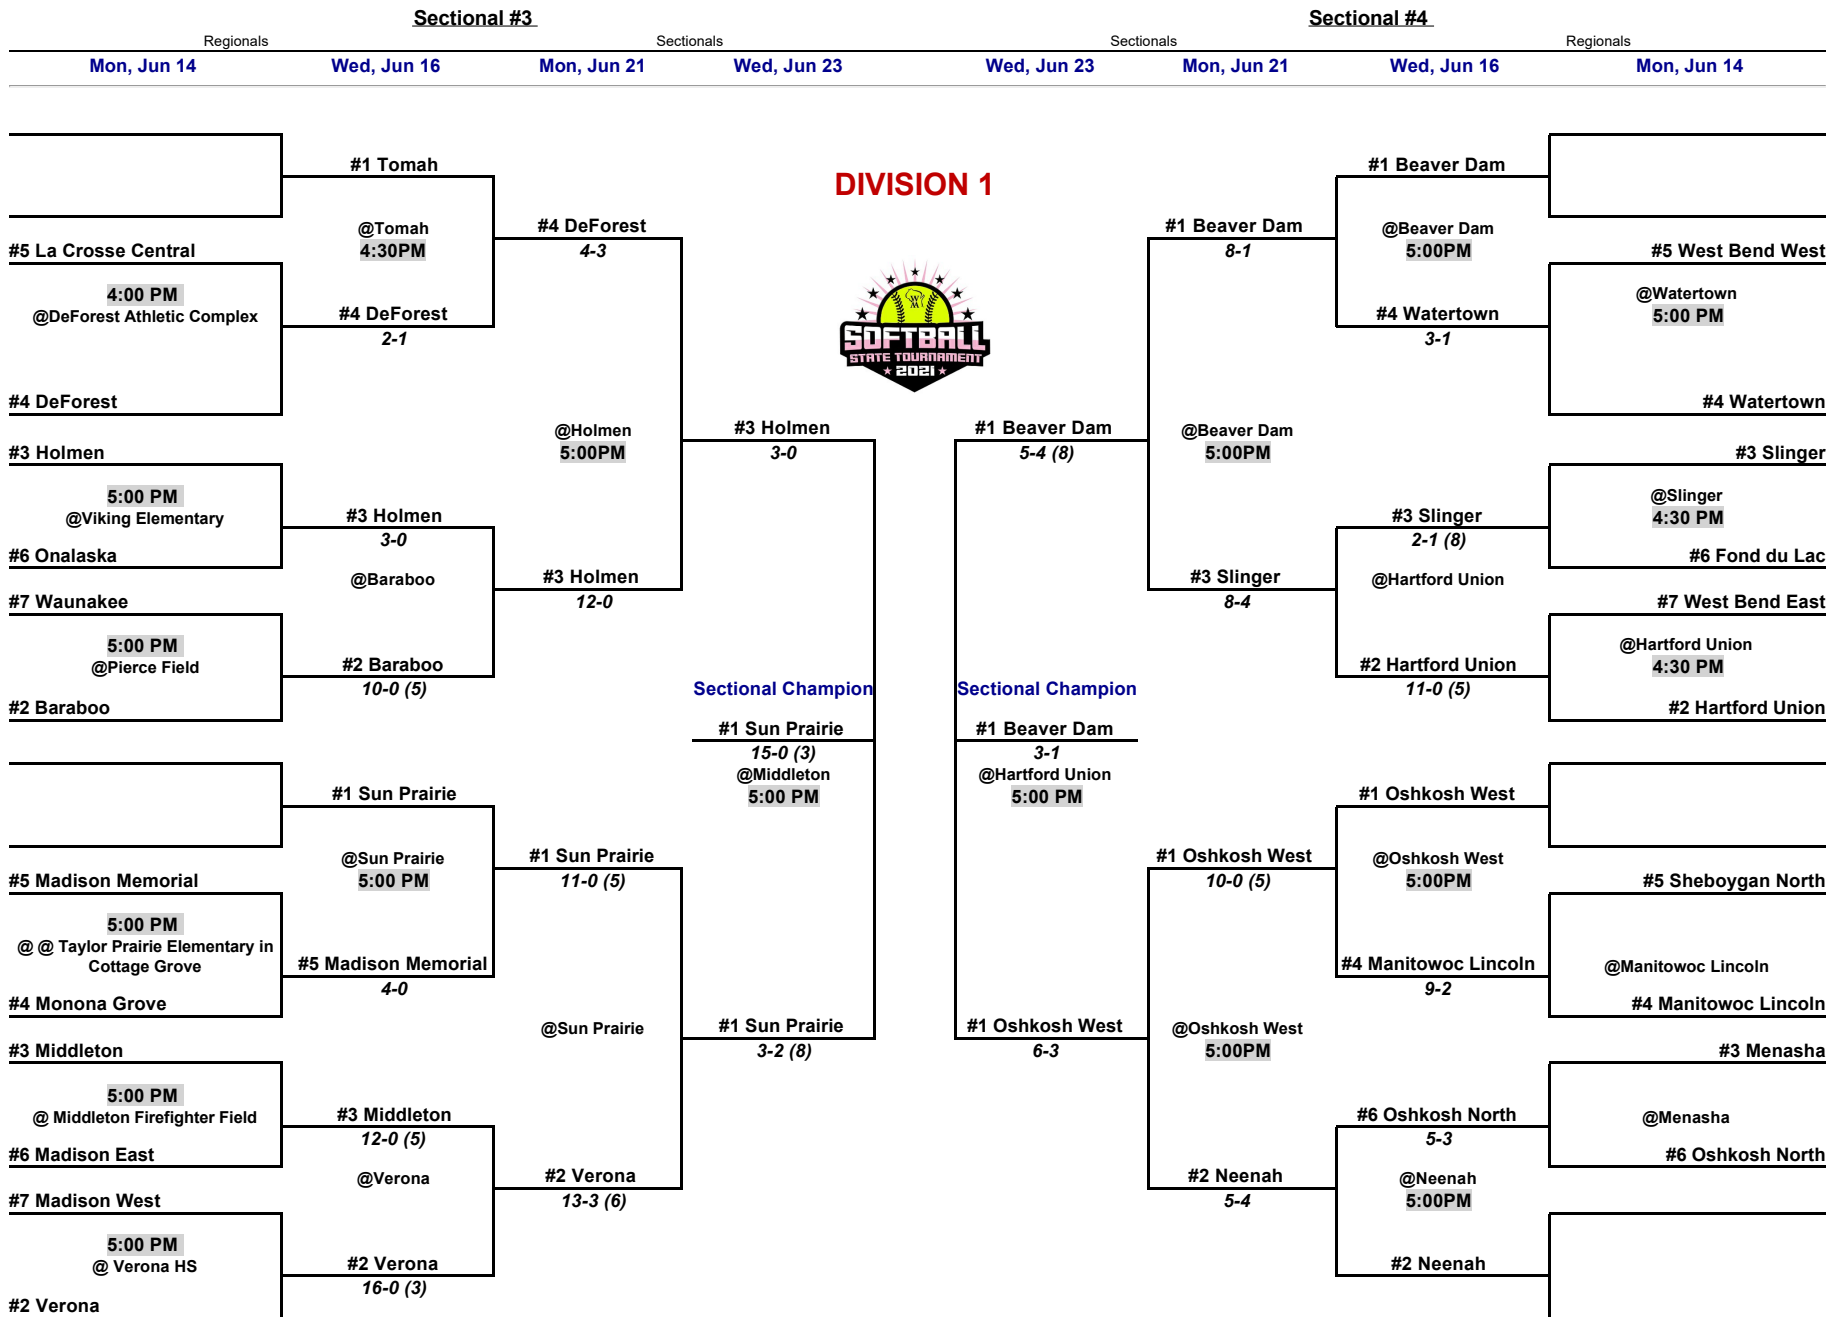 Sectional #3
Sectional #4
Regionals
Sectionals
Sectionals
Regionals
Mon, Jun 14
Wed, Jun 16
Mon, Jun 21
Wed, Jun 23
Wed, Jun 23
Mon, Jun 21
Wed, Jun 16
Mon, Jun 14
DIVISION 1
SOFTBALL
STATE TOURNAMENT
2021
#1 Tomah
@Tomah
4:30PM
#5 La Crosse Central
4:00 PM
@DeForest Athletic Complex
#4 DeForest
#4 DeForest
2-1
#4 DeForest
4-3
@Holmen
5:00PM
#3 Holmen
5:00 PM
@Viking Elementary
#6 Onalaska
#3 Holmen
3-0
@Baraboo
#7 Waunakee
5:00 PM
@Pierce Field
#2 Baraboo
#2 Baraboo
10-0 (5)
#3 Holmen
12-0
#3 Holmen
3-0
Sectional Champion
#1 Sun Prairie
15-0 (3)
@Middleton
5:00 PM
#1 Sun Prairie
@Sun Prairie
5:00 PM
#5 Madison Memorial
5:00 PM
@ @ Taylor Prairie Elementary in
Cottage Grove
#4 Monona Grove
#5 Madison Memorial
4-0
#1 Sun Prairie
11-0 (5)
@Sun Prairie
#3 Middleton
5:00 PM
@ Middleton Firefighter Field
#6 Madison East
#3 Middleton
12-0 (5)
@Verona
#7 Madison West
5:00 PM
@ Verona HS
#2 Verona
#2 Verona
16-0 (3)
#2 Verona
13-3 (6)
#1 Sun Prairie
3-2 (8)
#1 Beaver Dam
@Beaver Dam
5:00PM
#5 West Bend West
@Watertown
5:00 PM
#4 Watertown
#4 Watertown
3-1
#1 Beaver Dam
8-1
@Beaver Dam
5:00PM
#3 Slinger
@Slinger
4:30 PM
#6 Fond du Lac
#3 Slinger
2-1 (8)
@Hartford Union
#7 West Bend East
@Hartford Union
4:30 PM
#2 Hartford Union
#2 Hartford Union
11-0 (5)
#3 Slinger
8-4
#1 Beaver Dam
5-4 (8)
Sectional Champion
#1 Beaver Dam
3-1
@Hartford Union
5:00 PM
#1 Oshkosh West
@Oshkosh West
5:00PM
#5 Sheboygan North
@Manitowoc Lincoln
#4 Manitowoc Lincoln
#4 Manitowoc Lincoln
9-2
#1 Oshkosh West
10-0 (5)
@Oshkosh West
5:00PM
#3 Menasha
@Menasha
#6 Oshkosh North
#6 Oshkosh North
5-3
@Neenah
5:00PM
#2 Neenah
#2 Neenah
5-4
#1 Oshkosh West
6-3